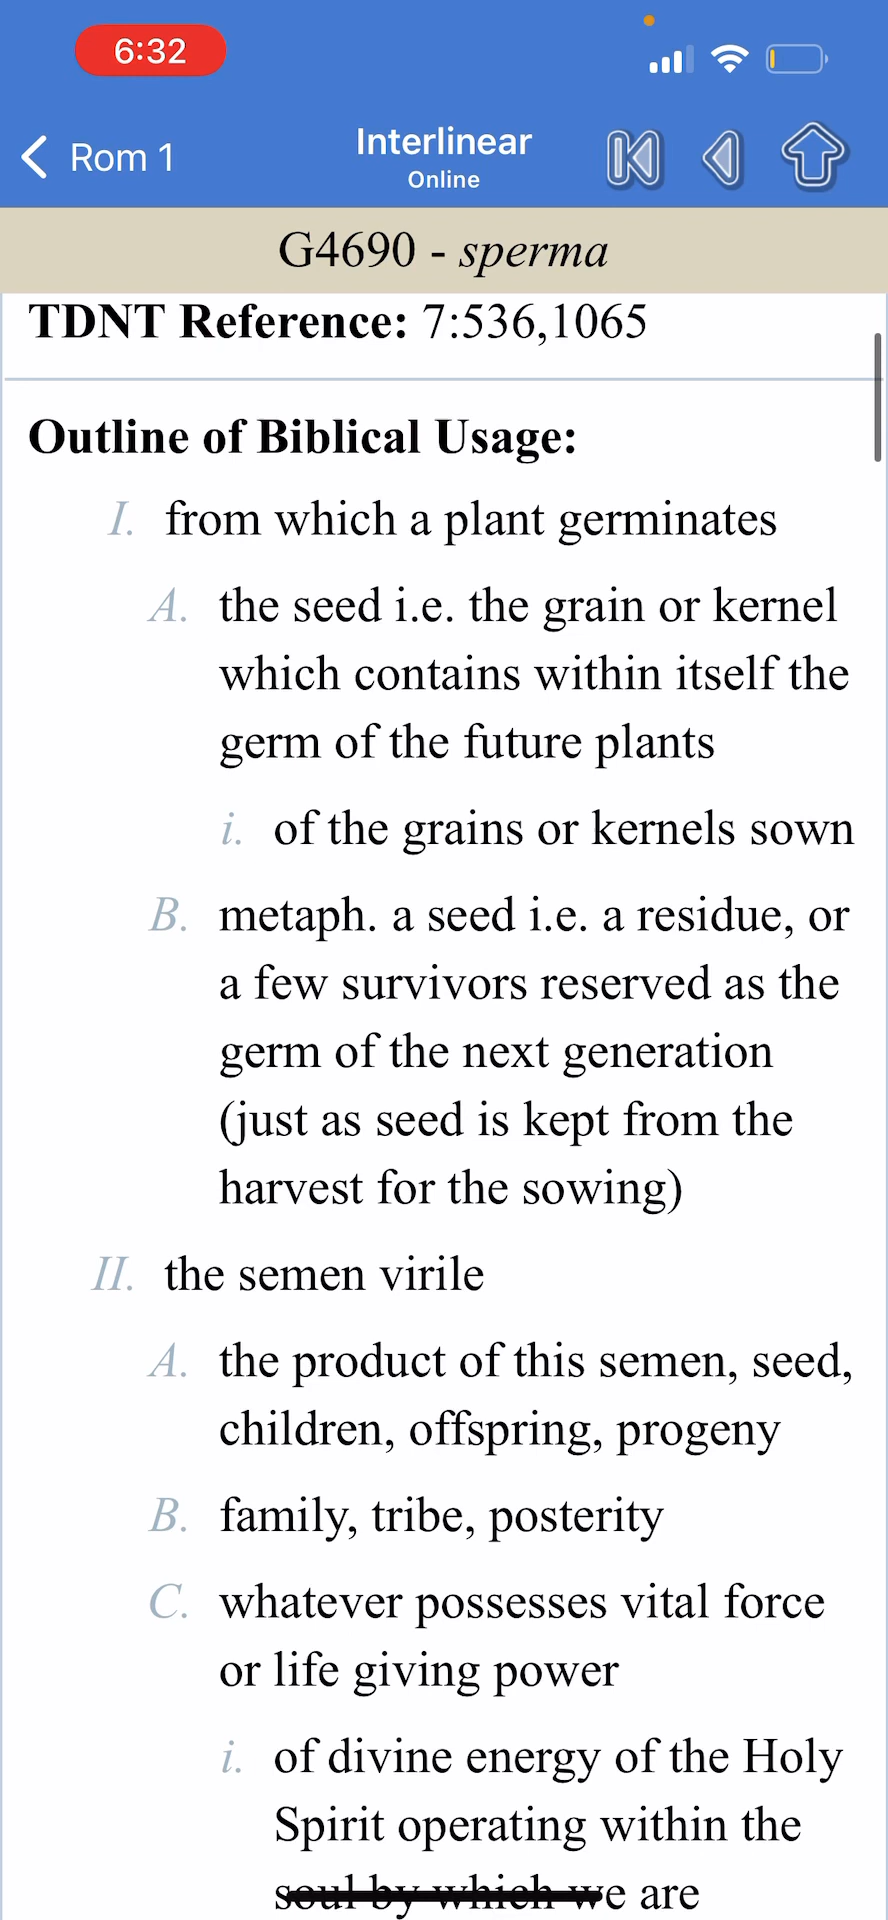 6:32
Rom 1
Interlinear
Online
G4690 - sperma
TDNT Reference: 7:536,1065
Outline of Biblical Usage:
I. from which a plant germinates
A. the seed i.e. the grain or kernel
which contains within itself the
germ of the future plants
i. of the grains or kernels sown
B. metaph. a seed i.e. a residue, or
a few survivors reserved as the
germ of the next generation
(just as seed is kept from the
harvest for the sowing)
II. the semen virile
A. the product of this semen, seed,
children, offspring, progeny
B. family, tribe, posterity
C. whatever possesses vital force
or life giving power
i. of divine energy of the Holy
Spirit operating within the
soul by which we are